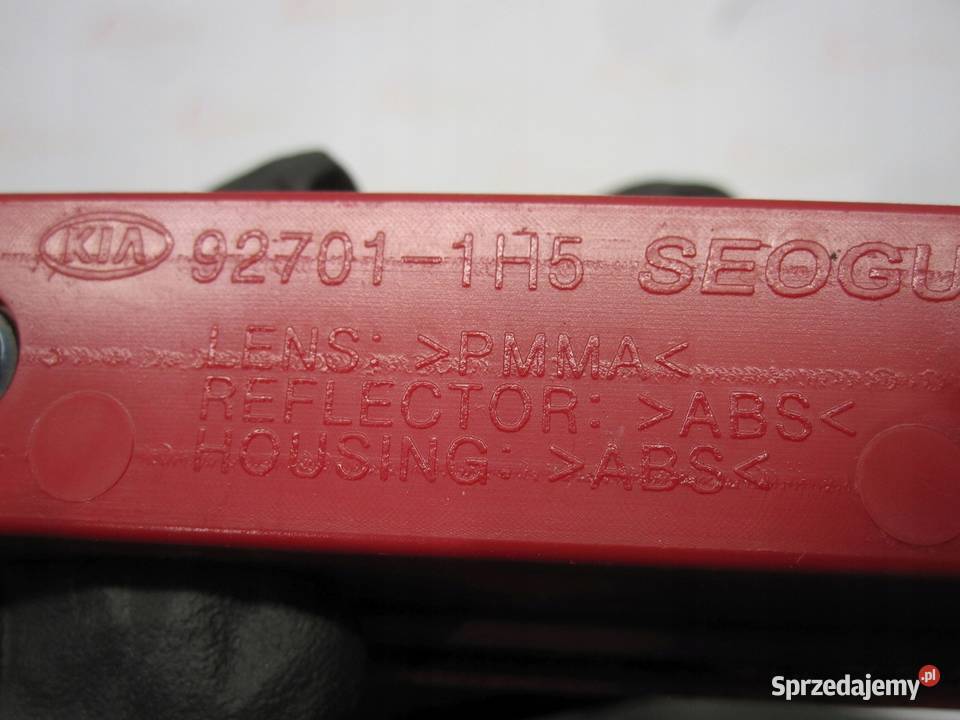 KIA 92701-1H5 SEOGU
LENS: >PMMA<
REFLECTOR: >ABS<
HOUSING: >ABS<
Sprzedajemy.pl